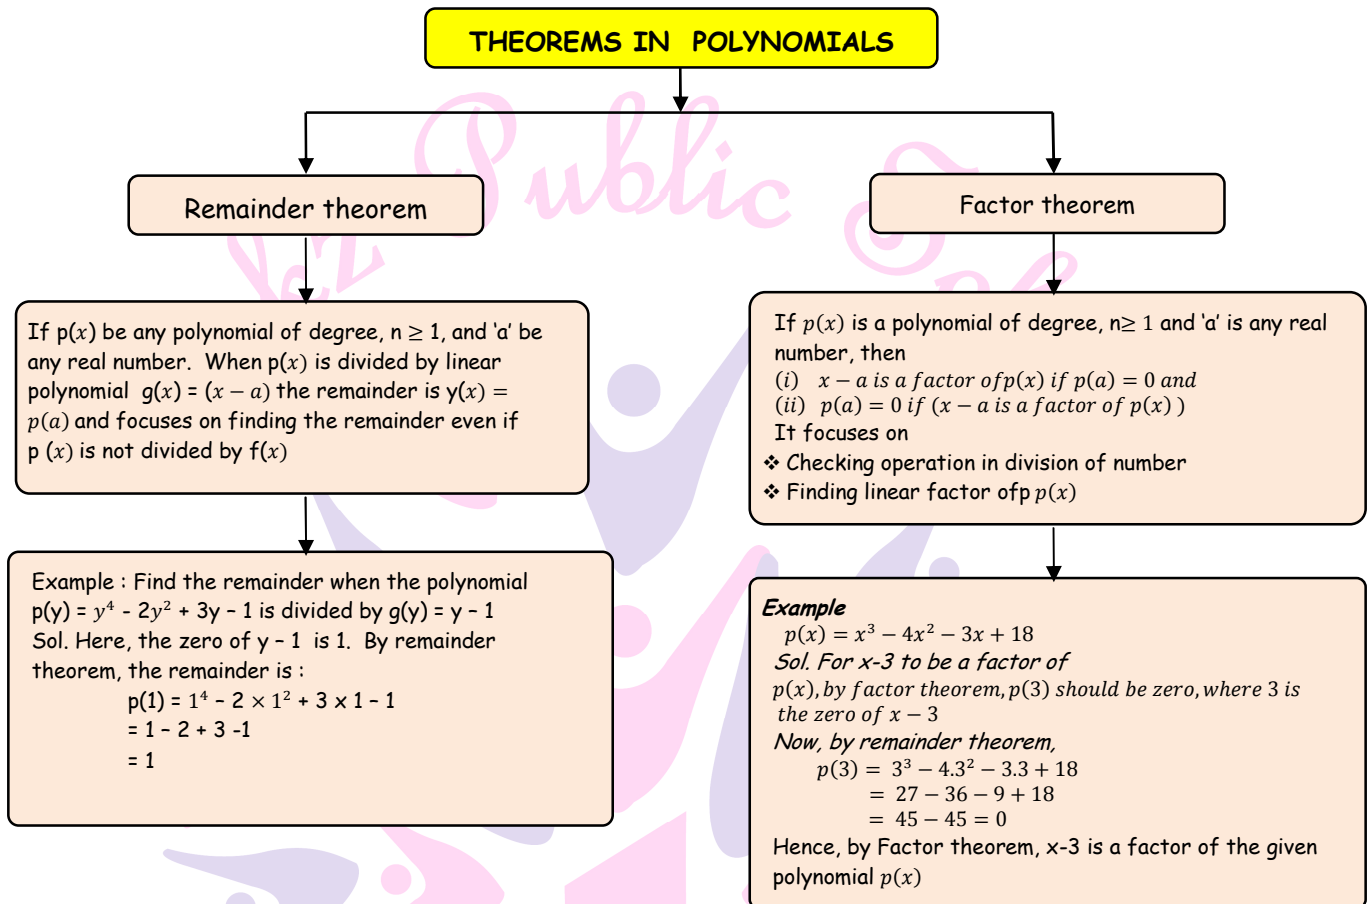 THEOREMS IN POLYNOMIALS
Remainder theorem
If p(𝑥) be any polynomial of degree, n ≥ 1, and ‘a’ be
any real number. When p(𝑥) is divided by linear
polynomial g(𝑥) = (𝑥 − 𝑎) the remainder is y(𝑥) =
𝑝(𝑎) and focuses on finding the remainder even if
p (𝑥) is not divided by f(𝑥)
Example : Find the remainder when the polynomial
p(y) = 𝑦⁴ - 2𝑦² + 3y – 1 is divided by g(y) = y – 1
Sol. Here, the zero of y – 1 is 1. By remainder
theorem, the remainder is :
p(1) = 1⁴ – 2 × 1² + 3 x 1 – 1
= 1 – 2 + 3 -1
= 1
Factor theorem
If 𝑝(𝑥) is a polynomial of degree, n≥ 1 and ‘a’ is any real
number, then
(𝑖) 𝑥 − 𝑎 𝑖𝑠 𝑎 𝑓𝑎𝑐𝑡𝑜𝑟 𝑜𝑓𝑝(𝑥) 𝑖𝑓 𝑝(𝑎) = 0 𝑎𝑛𝑑
(𝑖𝑖) 𝑝(𝑎) = 0 𝑖𝑓 (𝑥 − 𝑎 𝑖𝑠 𝑎 𝑓𝑎𝑐𝑡𝑜𝑟 𝑜𝑓 𝑝(𝑥) )
It focuses on
❖ Checking operation in division of number
❖ Finding linear factor ofp 𝑝(𝑥)
Example
𝑝(𝑥) = 𝑥³ − 4𝑥² − 3𝑥 + 18
Sol. For x-3 to be a factor of
𝑝(𝑥), 𝑏𝑦 𝑓𝑎𝑐𝑡𝑜𝑟 𝑡ℎ𝑒𝑜𝑟𝑒𝑚, 𝑝(3) 𝑠ℎ𝑜𝑢𝑙𝑑 𝑏𝑒 𝑧𝑒𝑟𝑜, 𝑤ℎ𝑒𝑟𝑒 3 𝑖𝑠
𝑡ℎ𝑒 𝑧𝑒𝑟𝑜 𝑜𝑓 𝑥 − 3
Now, by remainder theorem,
𝑝(3) = 3³ − 4.3² − 3.3 + 18
= 27 − 36 − 9 + 18
= 45 − 45 = 0
Hence, by Factor theorem, x-3 is a factor of the given
polynomial 𝑝(𝑥)
Public